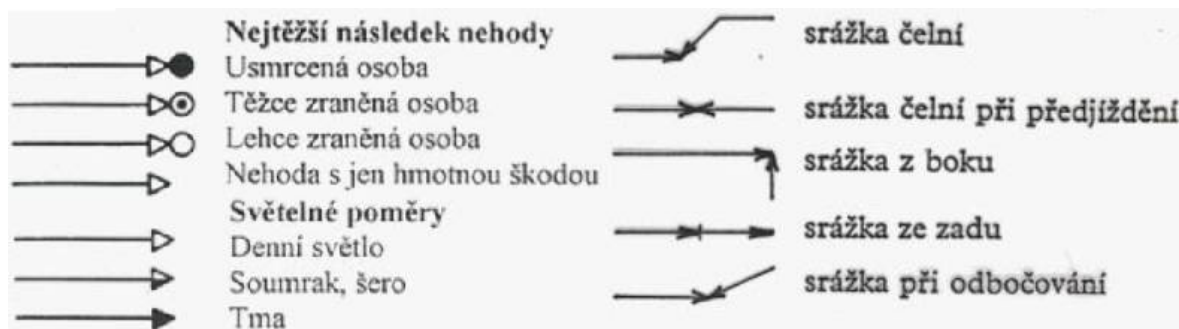 Nejtěžší následek nehody
Usmrcená osoba
Těžce zraněná osoba
Lehce zraněná osoba
Nehoda s jen hmotnou škodou
Světelné poměry
Denní světlo
Soumrak, šero
Tma
srážka čelní
srážka čelní při předjíždění
srážka z boku
srážka ze zadu
srážka při odbočování